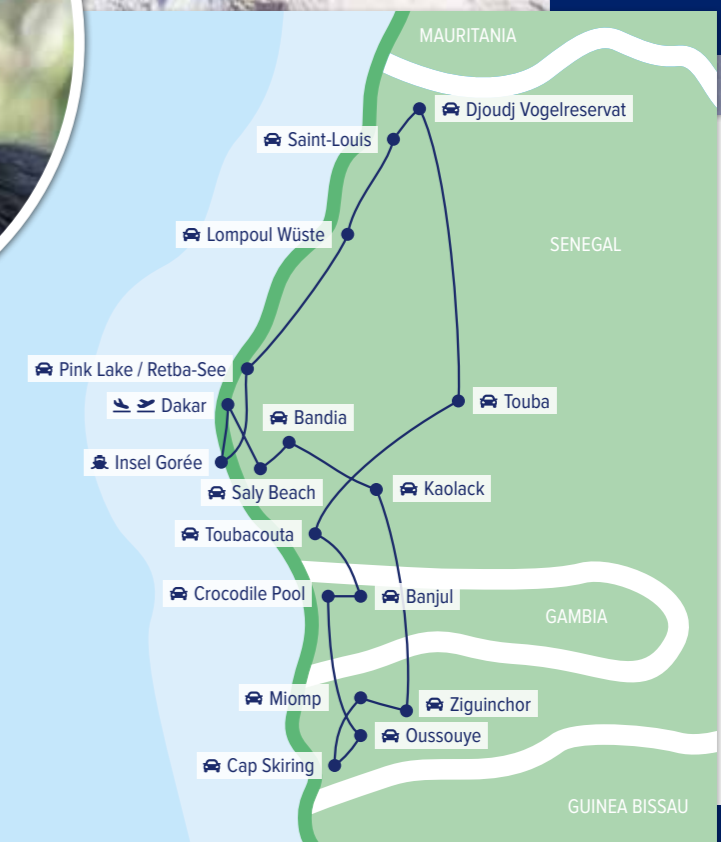 MAURITANIA
Djoudj Vogelreservat
Saint-Louis
Lompoul Wüste
SENEGAL
Pink Lake / Retba-See
Dakar
Touba
Bandia
Insel Gorée
Saly Beach
Kaolack
Toubacouta
Crocodile Pool
Banjul
GAMBIA
Miomp
Ziguinchor
Oussouye
Cap Skiring
GUINEA BISSAU